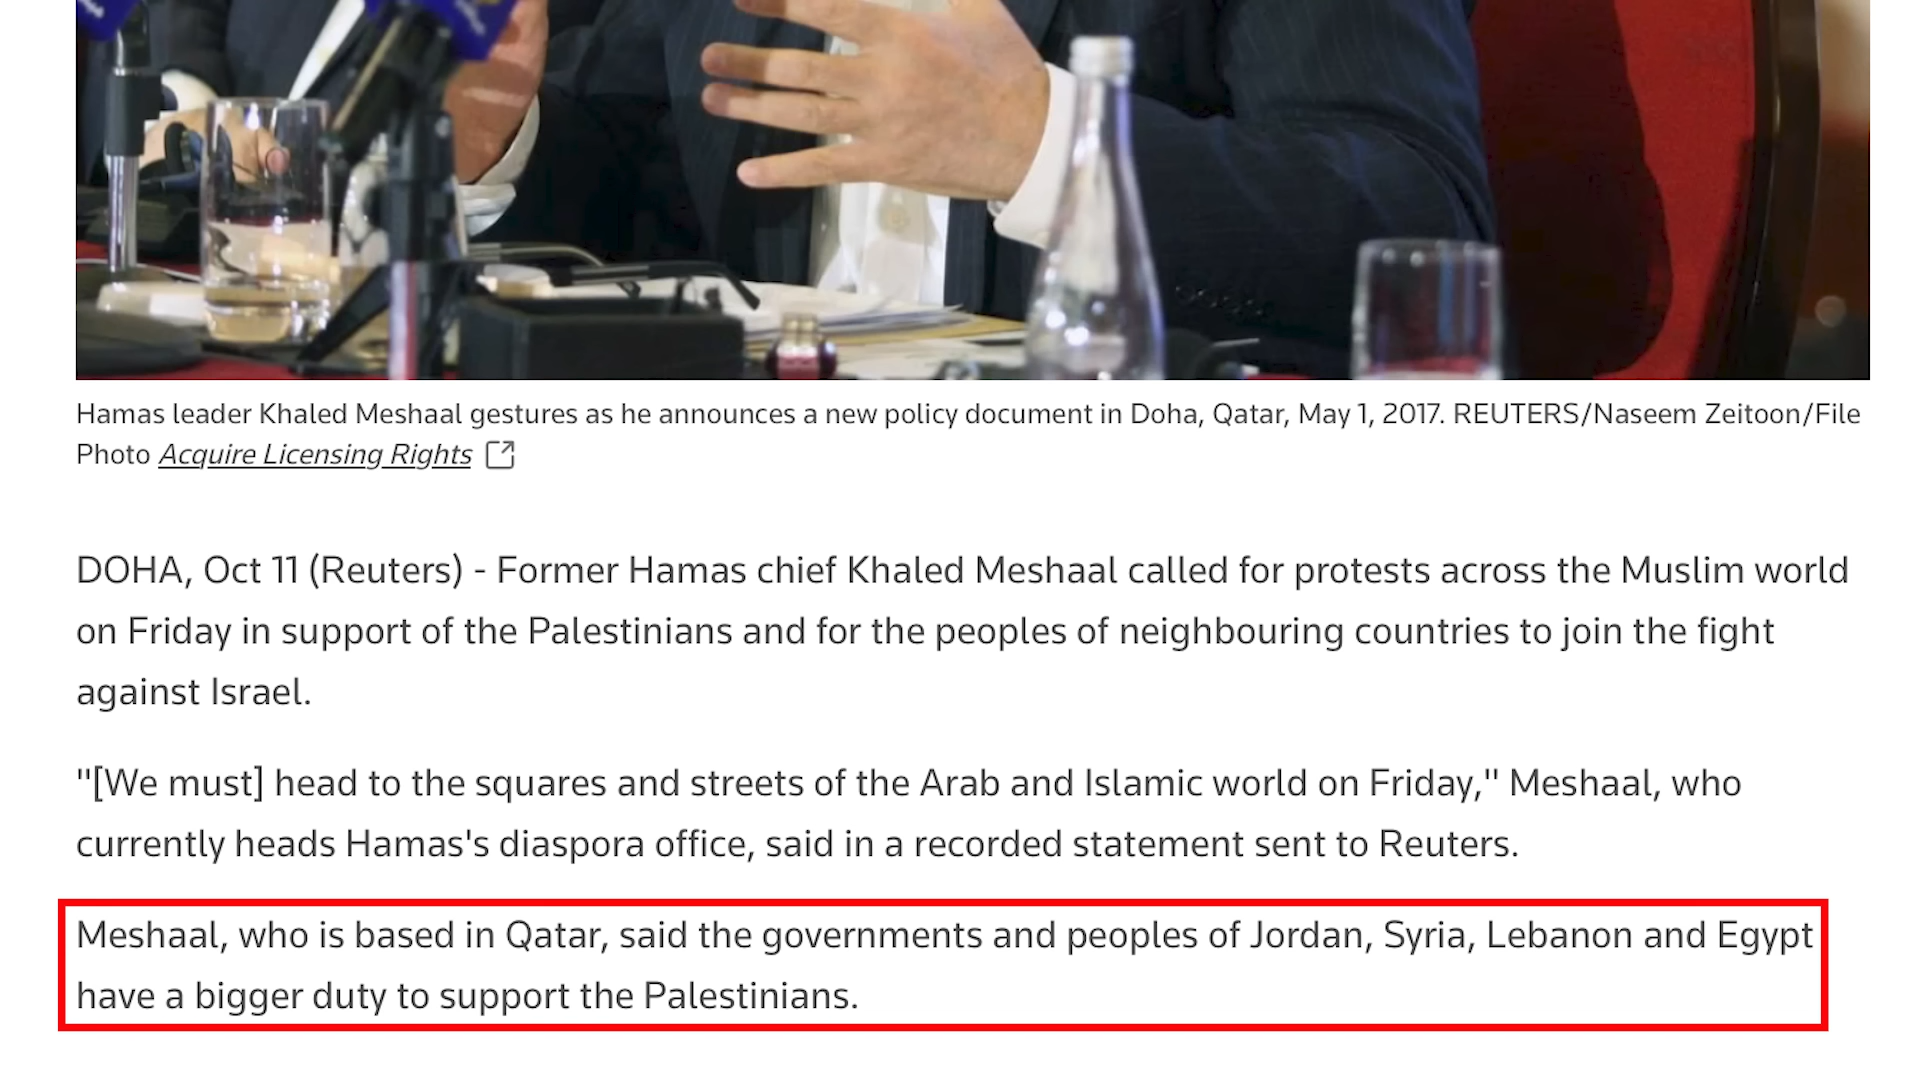 Hamas leader Khaled Meshaal gestures as he announces a new policy document in Doha, Qatar, May 1, 2017. REUTERS/Naseem Zeitoon/File
Photo Acquire Licensing Rights
DOHA, Oct 11 (Reuters) - Former Hamas chief Khaled Meshaal called for protests across the Muslim world
on Friday in support of the Palestinians and for the peoples of neighbouring countries to join the fight
against Israel.
"[We must] head to the squares and streets of the Arab and Islamic world on Friday," Meshaal, who
currently heads Hamas's diaspora office, said in a recorded statement sent to Reuters.
Meshaal, who is based in Qatar, said the governments and peoples of Jordan, Syria, Lebanon and Egypt
have a bigger duty to support the Palestinians.